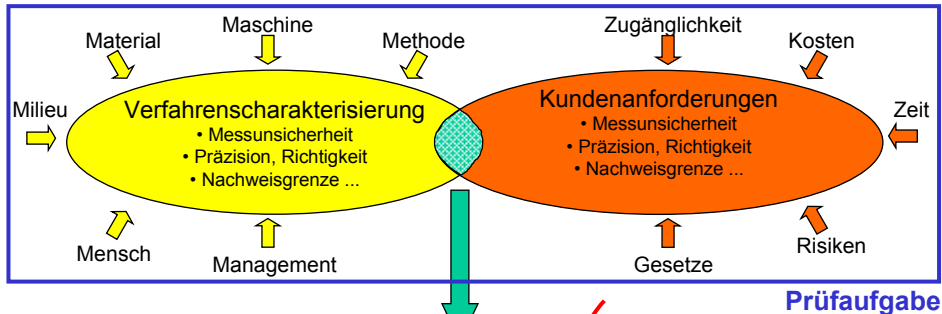 Maschine
Zugänglichkeit
Material
Methode
Kosten
Milieu
Verfahrenscharakterisierung
• Messunsicherheit
• Präzision, Richtigkeit
• Nachweisgrenze ...
Kundenanforderungen
• Messunsicherheit
• Präzision, Richtigkeit
• Nachweisgrenze ...
Zeit
Mensch
Management
Gesetze
Risiken
Prüfaufgabe